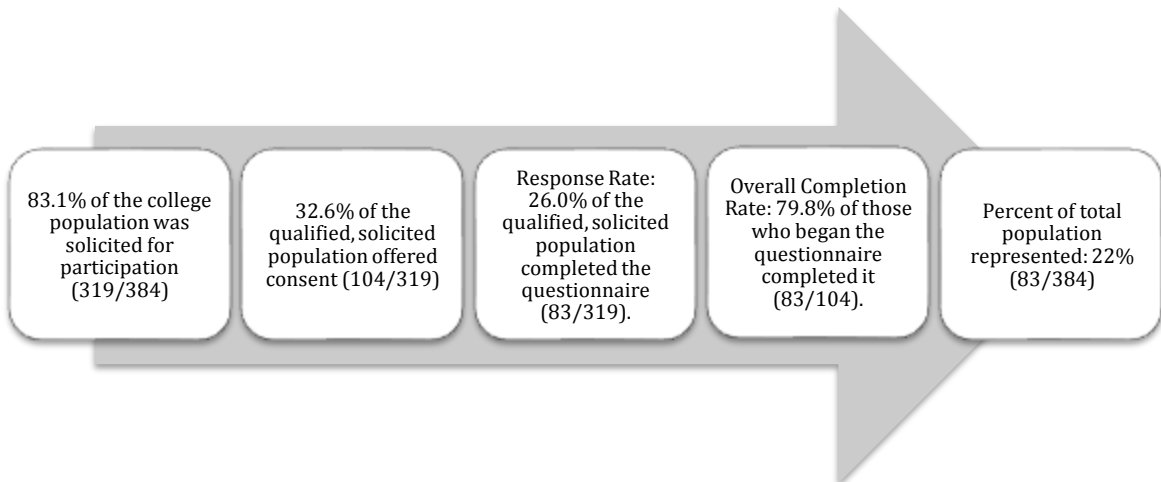 83.1% of the college
population was
solicited for
participation
(319/384)
32.6% of the
qualified, solicited
population offered
consent (104/319)
Response Rate:
26.0% of the
qualified, solicited
population
completed the
questionnaire
(83/319).
Overall Completion
Rate: 79.8% of those
who began the
questionnaire
completed it
(83/104).
Percent of total
population
represented: 22%
(83/384)